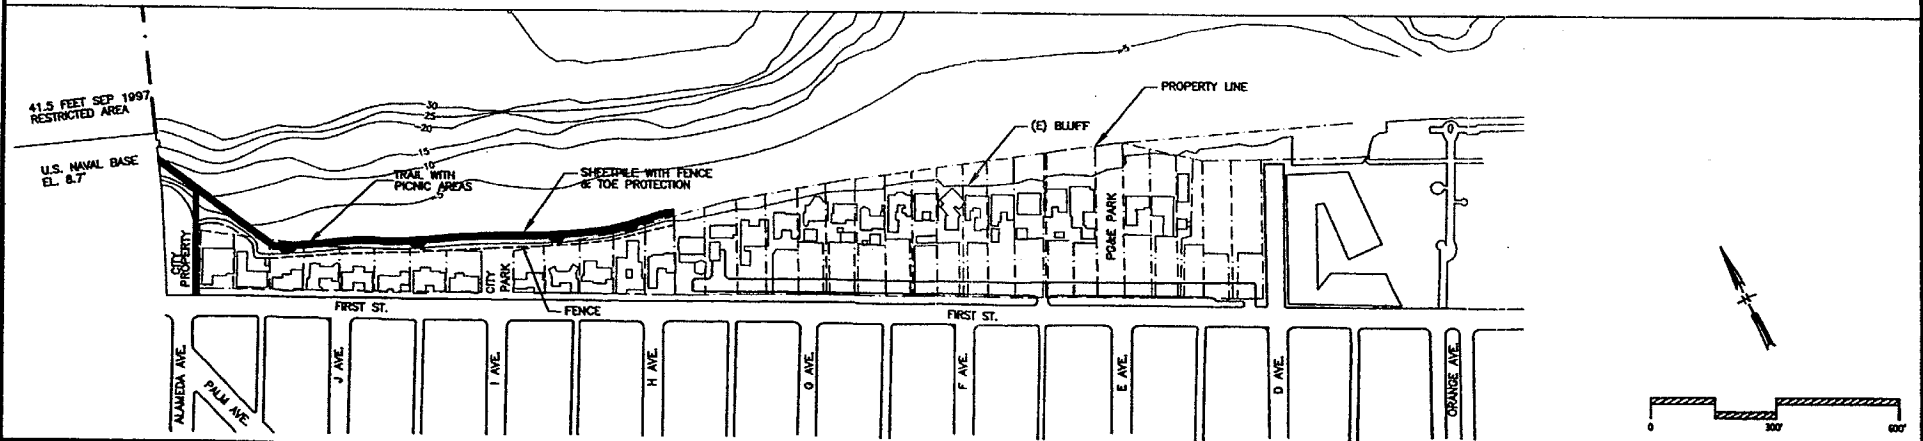 41.5 FEET SEP 1997
RESTRICTED AREA
U.S. NAVAL BASE
EL. 8.7'
30
25
20
15
10
5
5
TRAIL WITH
PICNIC AREAS
SHEETPILE WITH FENCE
& TOE PROTECTION
(E) BLUFF
PROPERTY LINE
CITY
PROPERTY
CITY
PARK
PG&E PARK
FENCE
FIRST ST.
FIRST ST.
ALAMEDA AVE.
PALM AVE.
J AVE.
I AVE.
H AVE.
G AVE.
F AVE.
E AVE.
D AVE.
ORANGE AVE.
0
300'
600'